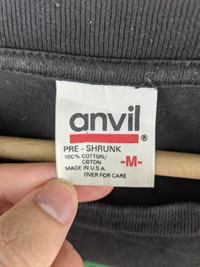 anvil
®
PRE - SHRUNK
100% COTTON/
COTON
-M-
MADE IN U.S.A.
OVER FOR CARE